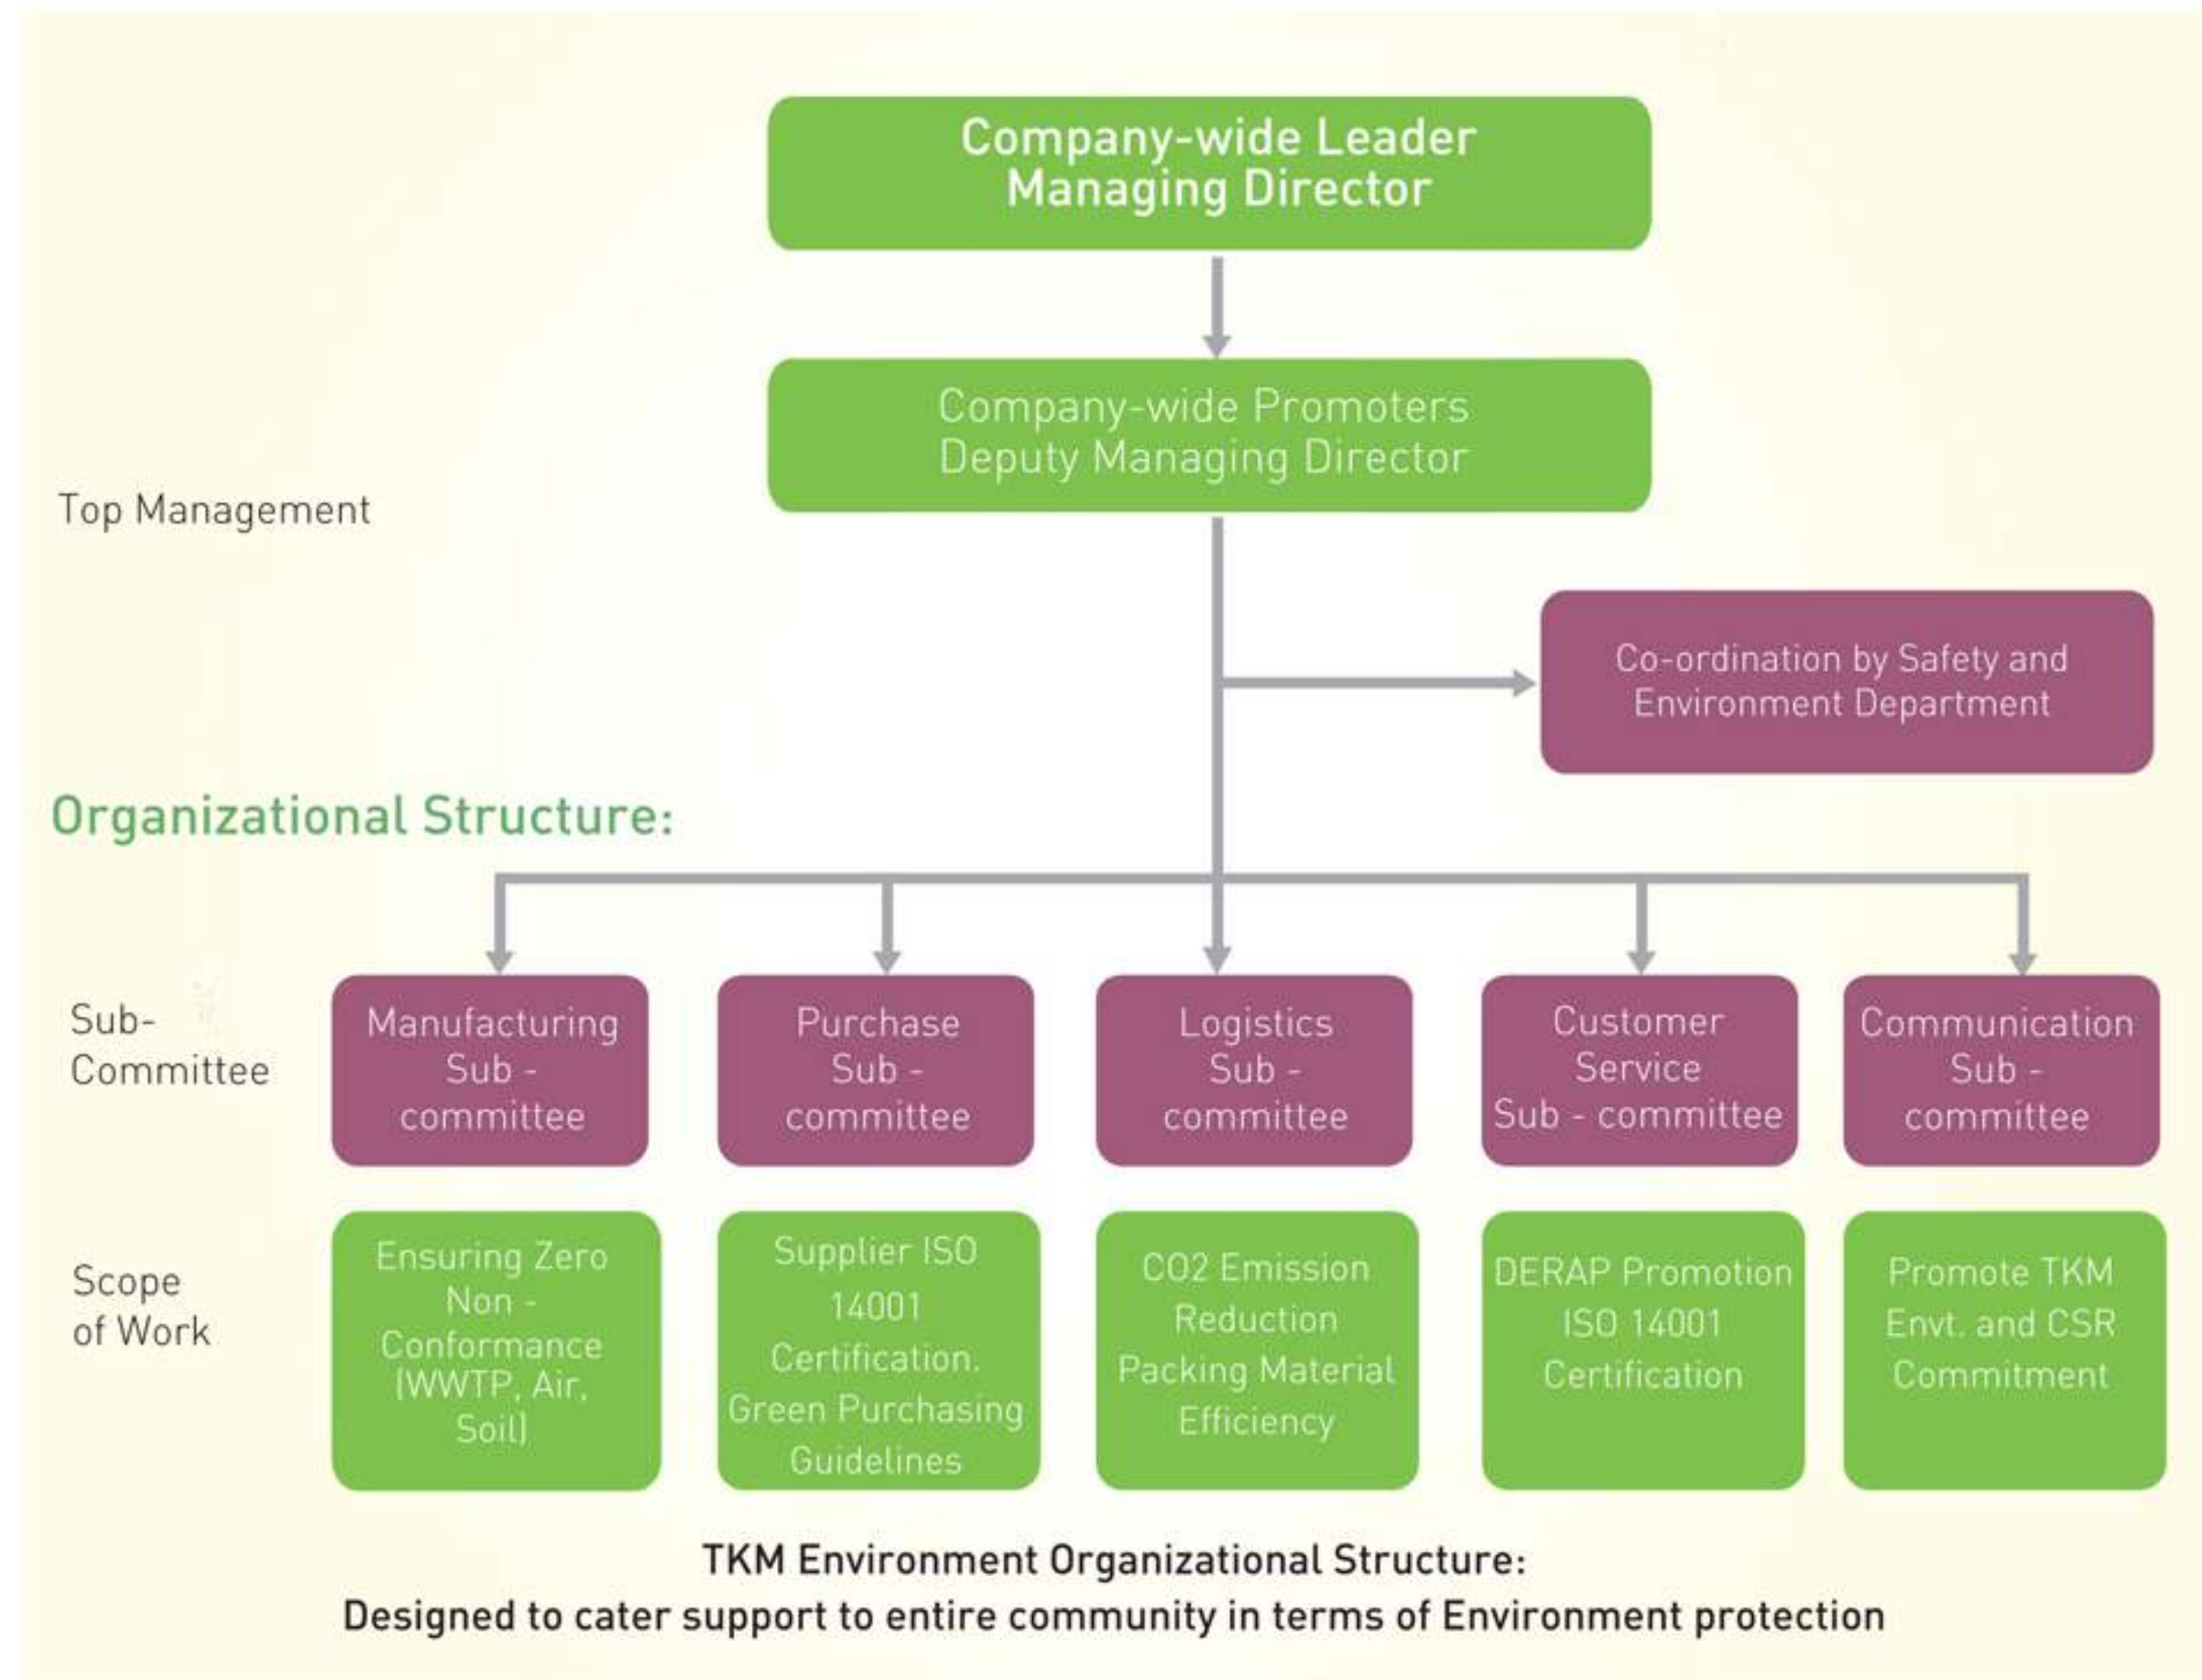 Company-wide Leader
Managing Director
Company-wide Promoters
Deputy Managing Director
Top Management
Co-ordination by Safety and
Environment Department
Organizational Structure:
Sub-
Committee
Manufacturing
Sub -
committee
Purchase
Sub -
committee
Logistics
Sub -
committee
Customer
Service
Sub - committee
Communication
Sub -
committee
Scope
of Work
Ensuring Zero
Non -
Conformance
(WWTP, Air,
Soil)
Supplier ISO
14001
Certification.
Green Purchasing
Guidelines
CO2 Emission
Reduction
Packing Material
Efficiency
DERAP Promotion
ISO 14001
Certification
Promote TKM
Envt. and CSR
Commitment
TKM Environment Organizational Structure:
Designed to cater support to entire community in terms of Environment protection